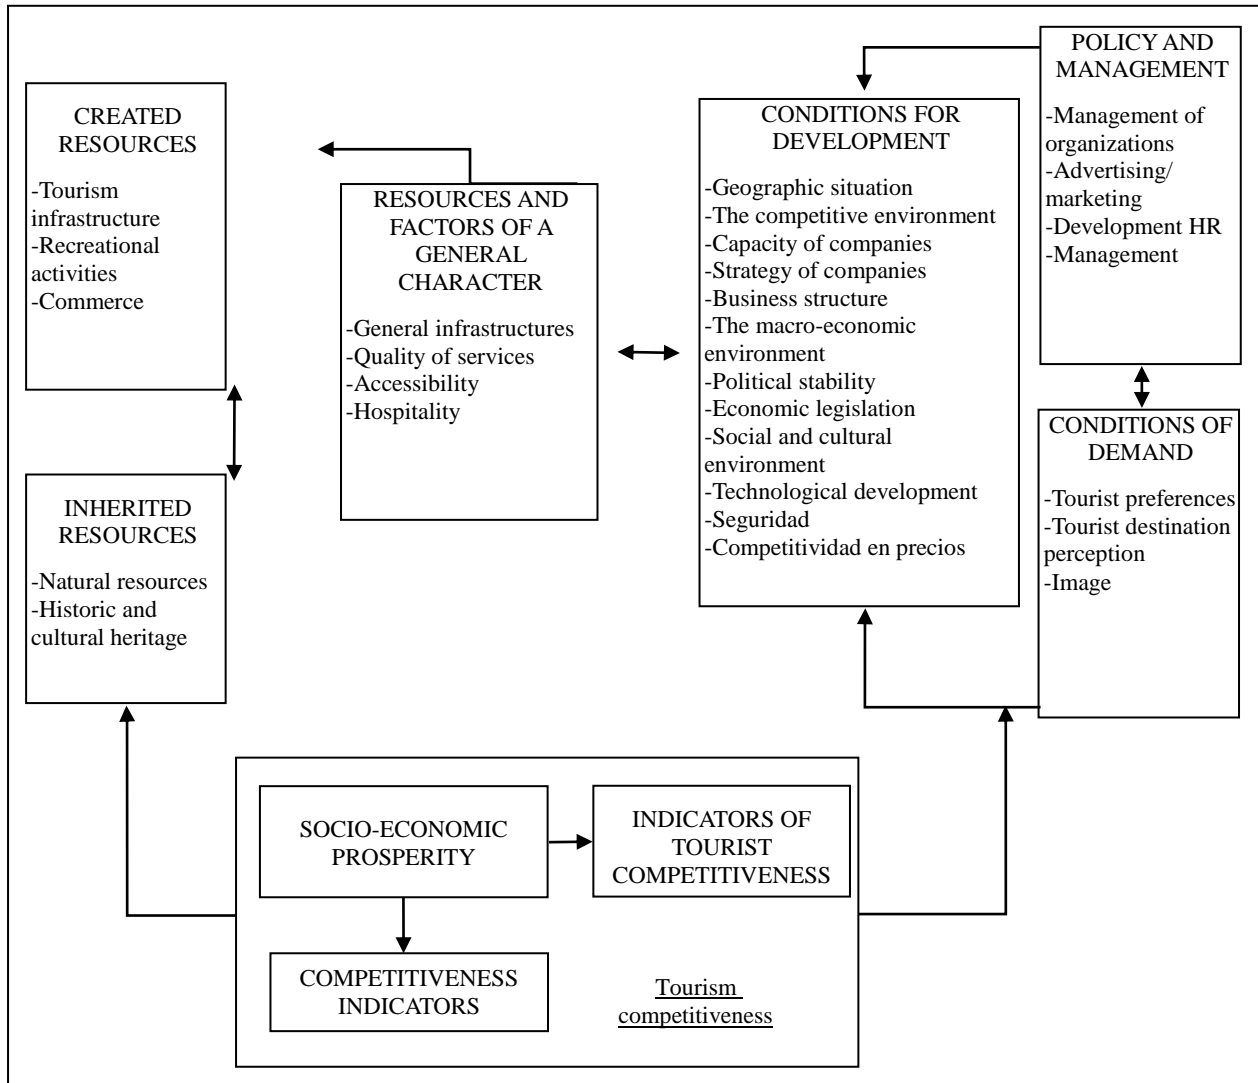 CREATED
RESOURCES
-Tourism
infrastructure
-Recreational
activities
-Commerce
INHERITED
RESOURCES
-Natural resources
-Historic and
cultural heritage
RESOURCES AND
FACTORS OF A
GENERAL
CHARACTER
-General infrastructures
-Quality of services
-Accessibility
-Hospitality
CONDITIONS FOR
DEVELOPMENT
-Geographic situation
-The competitive environment
-Capacity of companies
-Strategy of companies
-Business structure
-The macro-economic
environment
-Political stability
-Economic legislation
-Social and cultural
environment
-Technological development
-Seguridad
-Competitividad en precios
POLICY AND
MANAGEMENT
-Management of
organizations
-Advertising/
marketing
-Development HR
-Management
CONDITIONS OF
DEMAND
-Tourist preferences
-Tourist destination
perception
-Image
SOCIO-ECONOMIC
PROSPERITY
INDICATORS OF
TOURIST
COMPETITIVENESS
COMPETITIVENESS
INDICATORS
Tourism
competitiveness